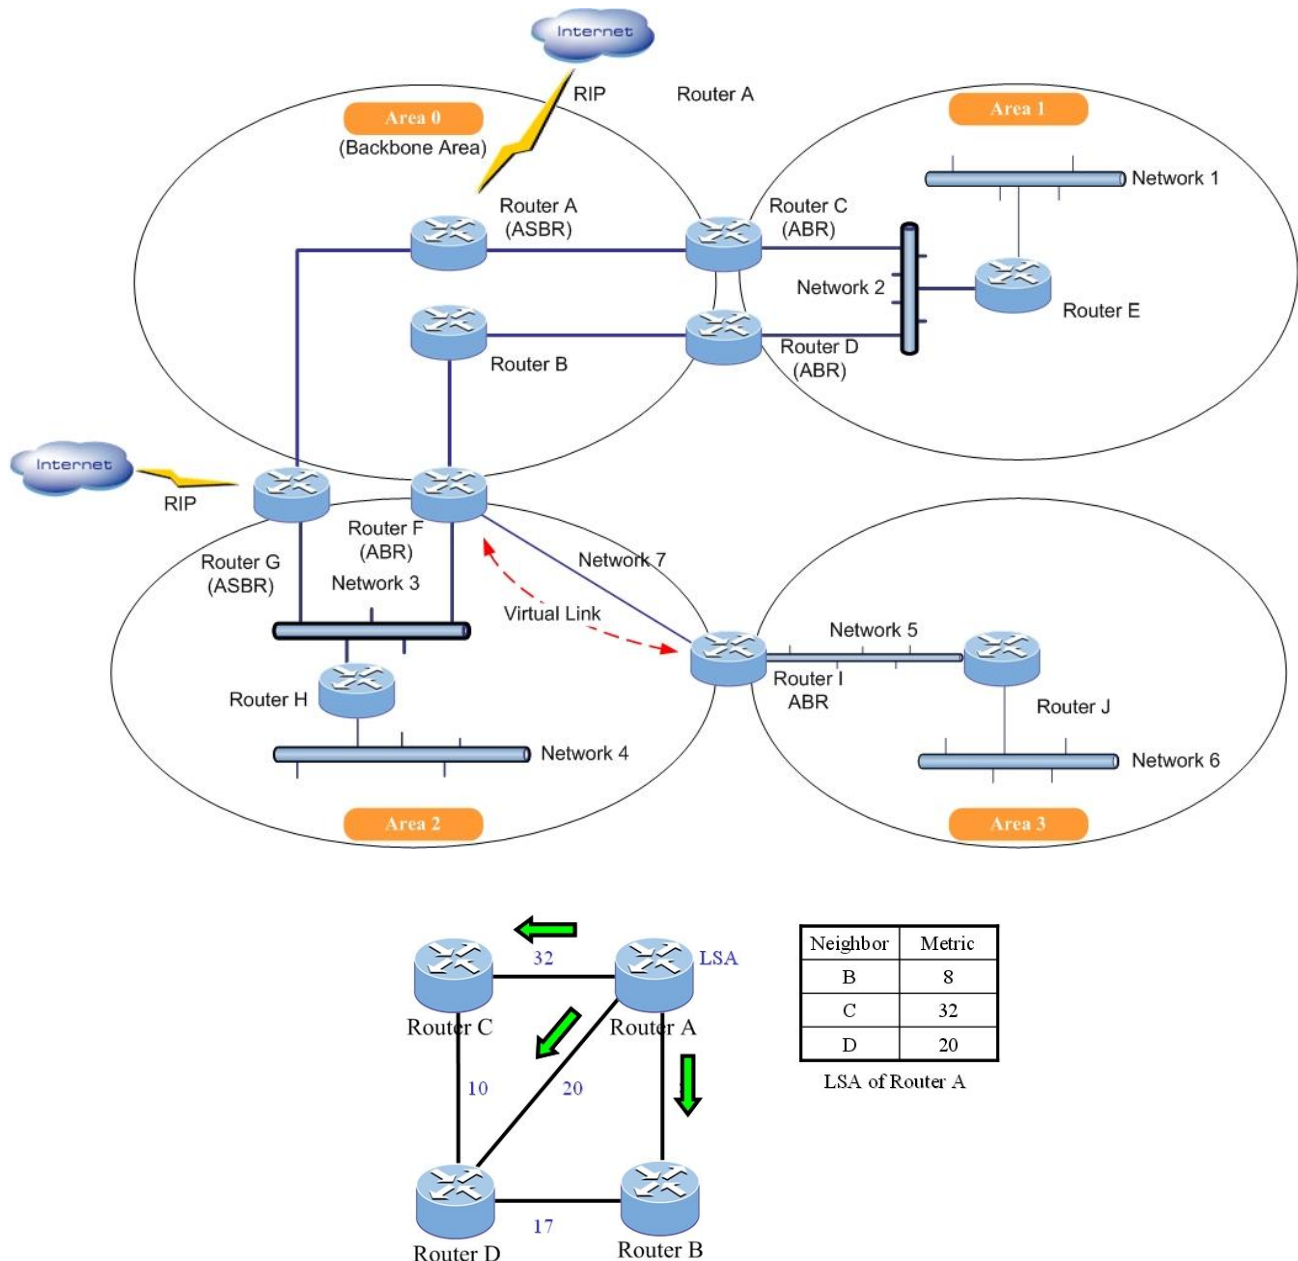 Internet
RIP
Router A
Area 0
(Backbone Area)
Area 1
Network 1
Router A
(ASBR)
Router C
(ABR)
Network 2
Router E
Router B
Router D
(ABR)
Internet
RIP
Router G
(ASBR)
Router F
(ABR)
Network 3
Network 7
Virtual Link
Network 5
Router I
ABR
Router J
Router H
Network 4
Network 6
Area 2
Area 3
32
LSA
Router C
Router A
10
20
17
Router D
Router B
Neighbor Metric
B 8
C 32
D 20
LSA of Router A